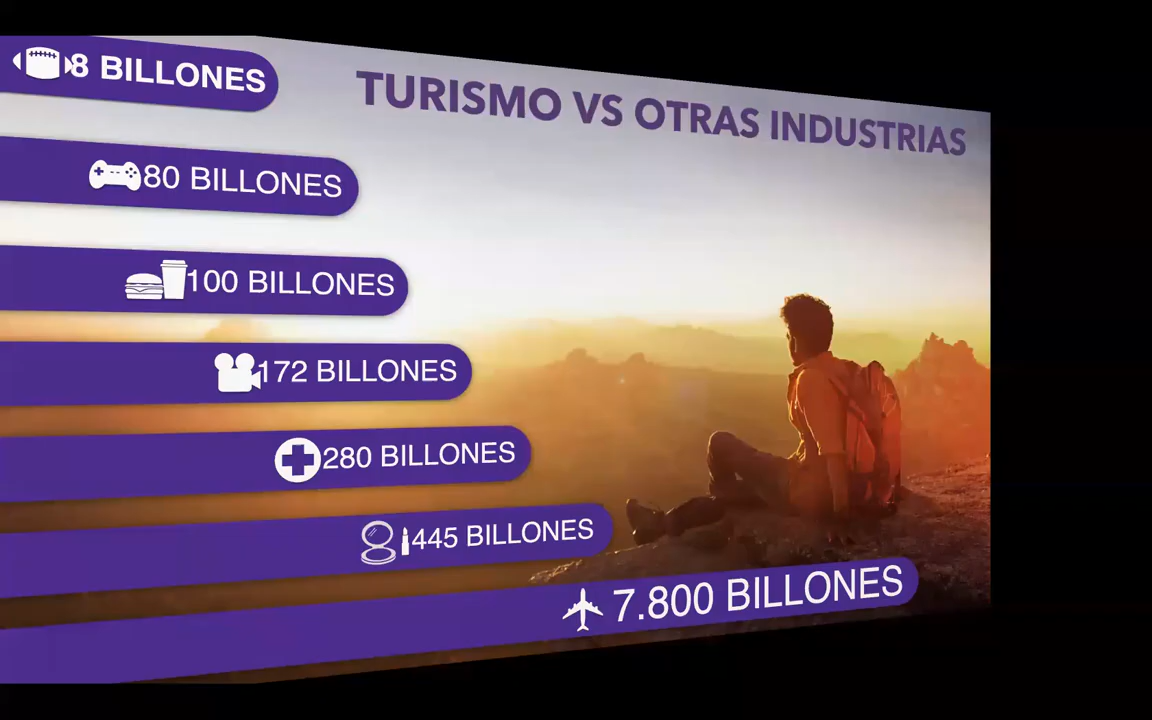 8 BILLONES
TURISMO VS OTRAS INDUSTRIAS
80 BILLONES
100 BILLONES
172 BILLONES
280 BILLONES
445 BILLONES
7.800 BILLONES